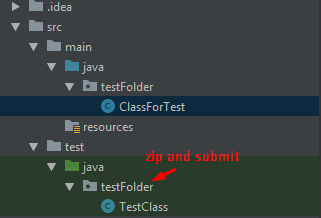 .idea
src
main
java
testFolder
ClassForTest
resources
test
java
zip and submit
testFolder
TestClass